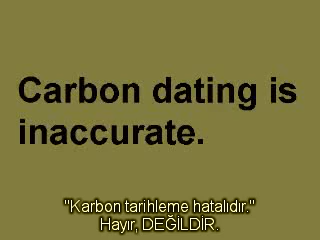 Carbon dating is
inaccurate.
"Karbon tarihleme hatalıdır."
Hayır, DEĞİLDİR.